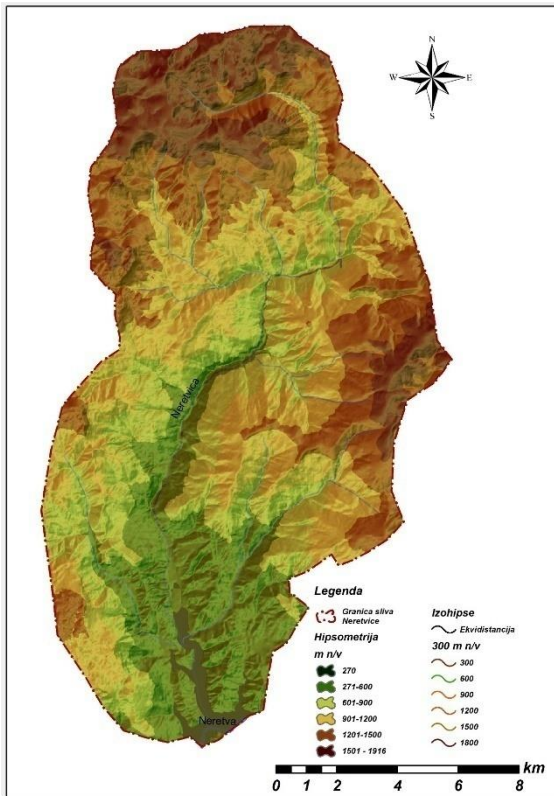 N
W E
S
Neretvica
Neretva
Legenda
Granica sliva
Neretvice
Hipsometrija
m n/v
270
271-600
601-900
901-1200
1201-1500
1501 - 1916
Izohipse
Ekvidistancija
300 m n/v
300
600
900
1200
1500
1800
km
0 1 2 4 6 8